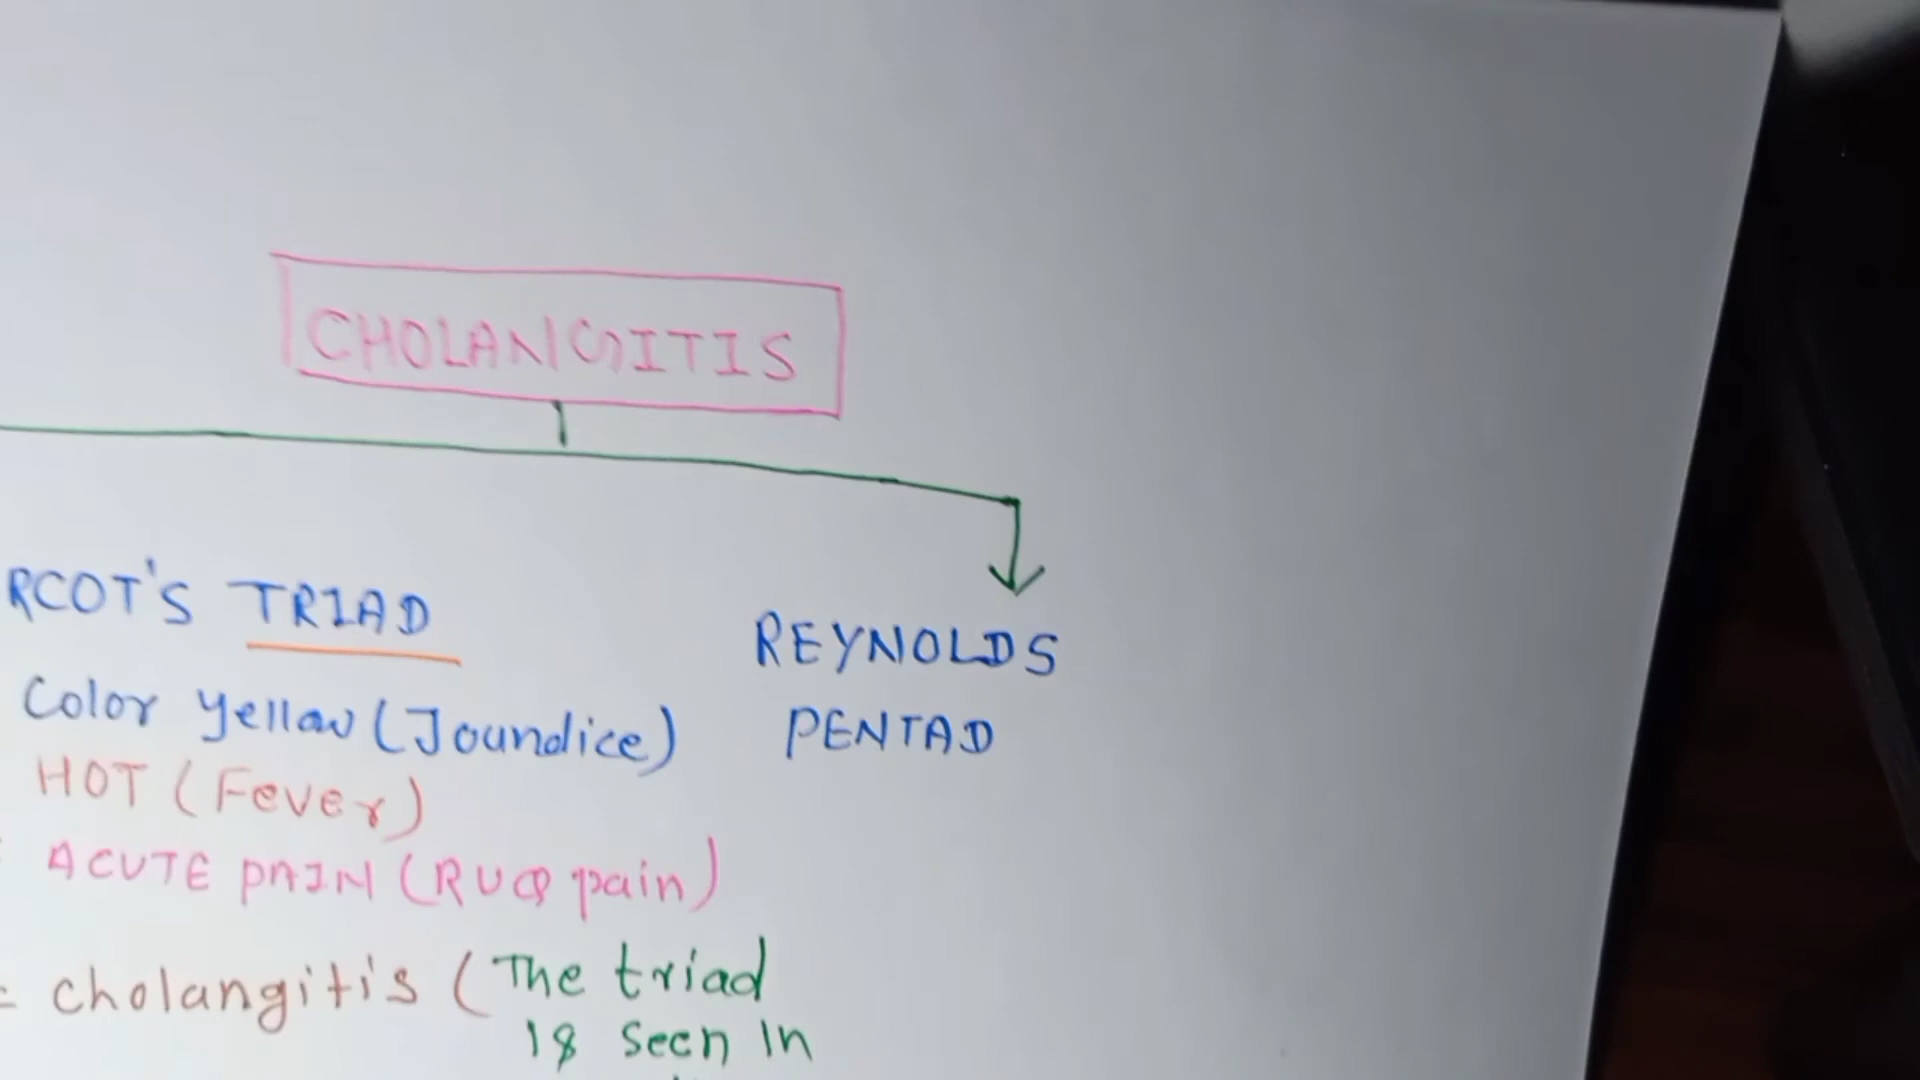 CHOLANGITIS
RCOT'S TRIAD
Color yellow (Joundice)
HOT (Fever)
ACUTE PAIN (RUQ pain)
= cholangitis (The triad
is seen in
REYNOLDS
PENTAD